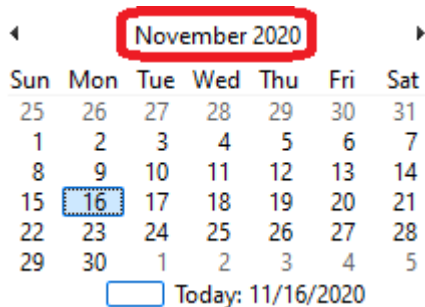 November 2020
Sun Mon Tue Wed Thu Fri Sat
25 26 27 28 29 30 31
1 2 3 4 5 6 7
8 9 10 11 12 13 14
15 16 17 18 19 20 21
22 23 24 25 26 27 28
29 30 1 2 3 4 5
Today: 11/16/2020